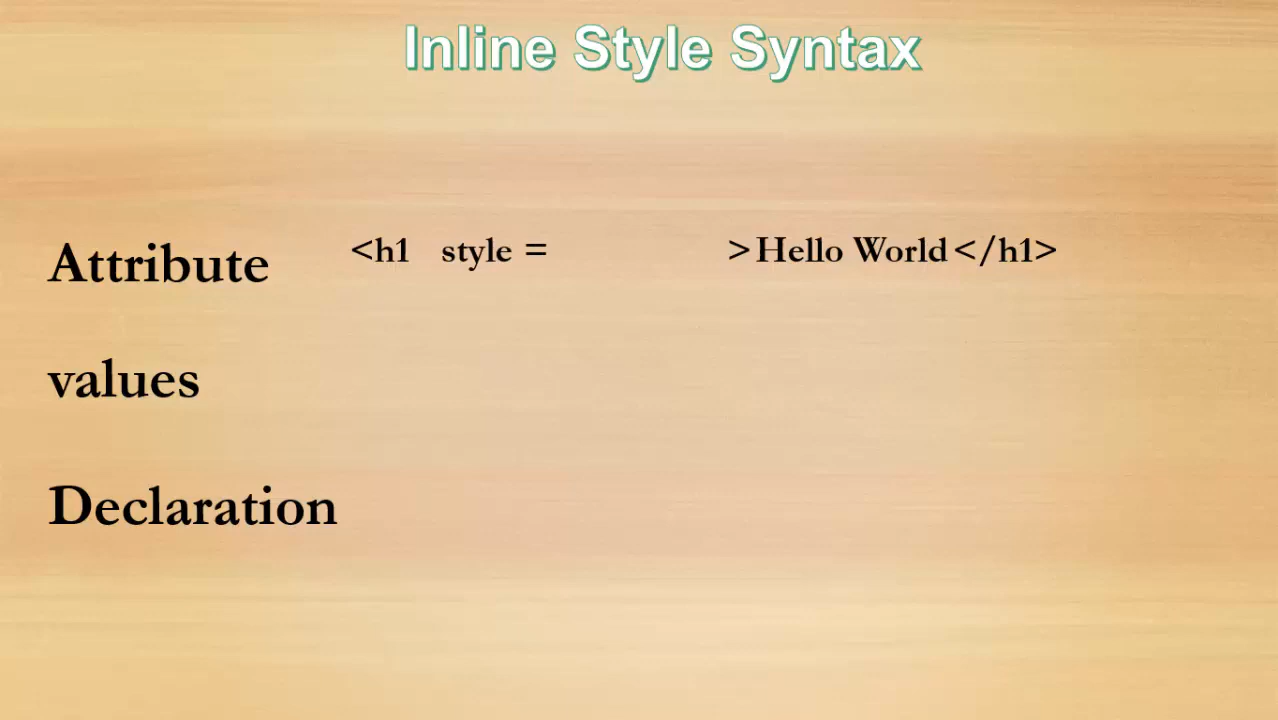 Inline Style Syntax
Attribute <h1 style = >Hello World</h1>
values
Declaration